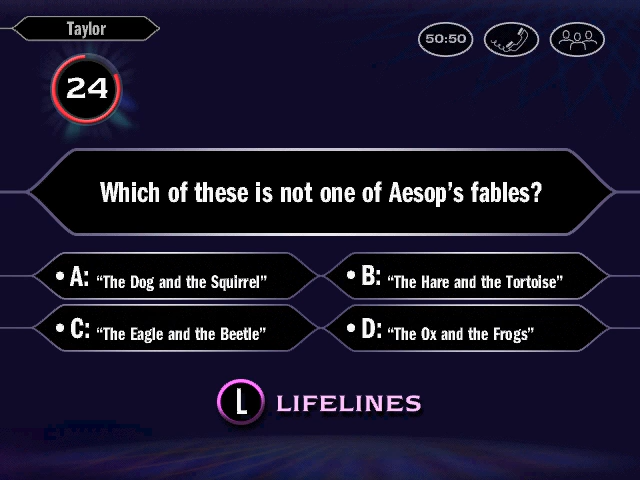 Taylor
50:50
24
Which of these is not one of Aesop's fables?
• A: “The Dog and the Squirrel”
• B: “The Hare and the Tortoise”
• C: “The Eagle and the Beetle”
• D: “The Ox and the Frogs”
L LIFELINES